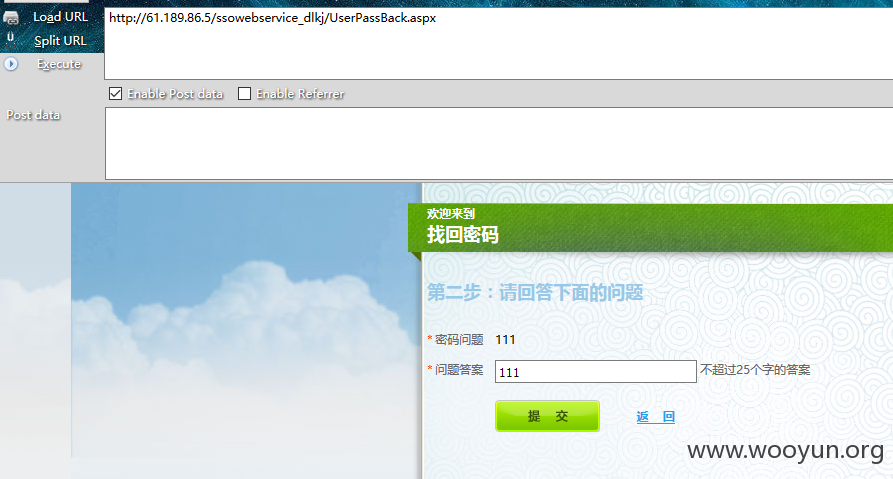 Load URL
http://61.189.86.5/ssowebservice_dlkj/UserPassBack.aspx
Split URL
Execute
Enable Post data Enable Referrer
Post data
欢迎来到
找回密码
第二步：请回答下面的问题
* 密码问题 111
* 问题答案 111 不超过25个字的答案
提 交 返 回
www.wooyun.org